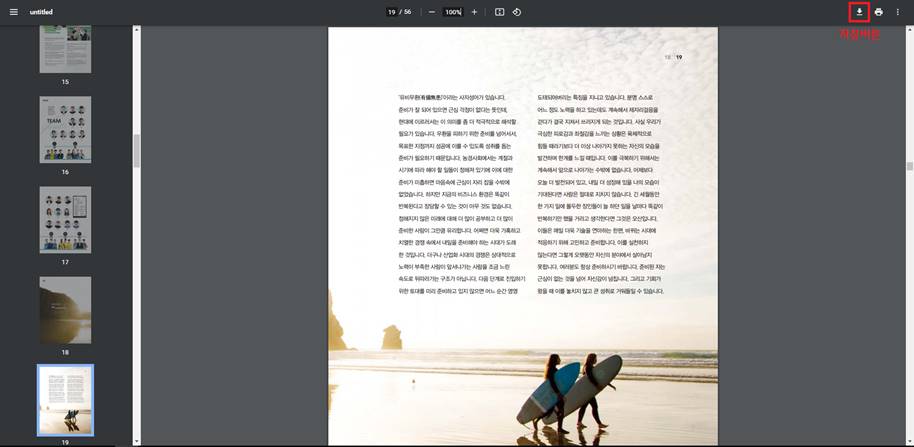 untitled
19 / 56
100%
저장버튼
15
16
TEAM
17
18
19
18 19
'유비무환(有備無患)'이라는 사자성어가 있습니다.
준비가 잘 되어 있으면 근심 걱정이 없다는 뜻인데,
현대에 이르러서는 이 의미를 좀 더 적극적으로 해석할
필요가 있습니다. 우환을 피하기 위한 준비를 넘어서서,
목표한 지점까지 성공에 이를 수 있도록 성취를 돕는
준비가 필요하기 때문입니다. 농경사회에서는 계절과
시기에 따라 해야 할 일들이 정해져 있기에 이에 대한
준비가 미흡하면 마음속에 근심이 자리 잡을 수밖에
없었습니다. 하지만 지금의 비즈니스 환경은 똑같이
반복된다고 장담할 수 있는 것이 아무 것도 없습니다.
정해지지 않은 미래에 대해 더 많이 공부하고 더 많이
준비한 사람이 그만큼 유리합니다. 어쩌면 더욱 가혹하고
치열한 경쟁 속에서 내일을 준비해야 하는 시대가 도래
한 것입니다. 더구나 산업화 시대의 경쟁은 상대적으로
노력이 부족한 사람이 앞서나가는 사람을 조금 느린
속도로 뒤따라가는 구조가 아닙니다. 다음 단계로 진입하기
위한 토대를 미리 준비하고 있지 않으면 어느 순간 영영
도태되어버리는 특징을 지니고 있습니다. 분명 스스로
어느 정도 노력을 하고 있는데도 계속해서 제자리걸음을
걷다가 결국 지쳐서 쓰러지게 되는 것입니다. 사실 우리가
극심한 피로감과 좌절감을 느끼는 상황은 육체적으로
힘들 때라기보다 더 이상 나아가지 못하는 자신의 모습을
발견하며 한계를 느낄 때입니다. 이를 극복하기 위해서는
계속해서 앞으로 나아가는 수밖에 없습니다. 어제보다
오늘 더 발전되어 있고, 내일 더 성장해 있을 나의 모습이
기대된다면 사람은 절대로 지치지 않습니다. 긴 세월동안
한 가지 일에 몰두한 장인들이 늘 하던 일을 날마다 똑같이
반복하기만 했을 거라고 생각한다면 그것은 오산입니다.
이들은 매일 더욱 기술을 연마하는 한편, 바뀌는 시대에
적응하기 위해 고민하고 준비합니다. 이를 실천하지
않는다면 그렇게 오랫동안 자신의 분야에서 살아남지
못합니다. 여러분도 항상 준비하시기 바랍니다. 준비된 자는
근심이 없는 것을 넘어 자신감이 넘칩니다. 그리고 기회가
왔을 때 이를 놓치지 않고 큰 성취로 거둬들일 수 있습니다.